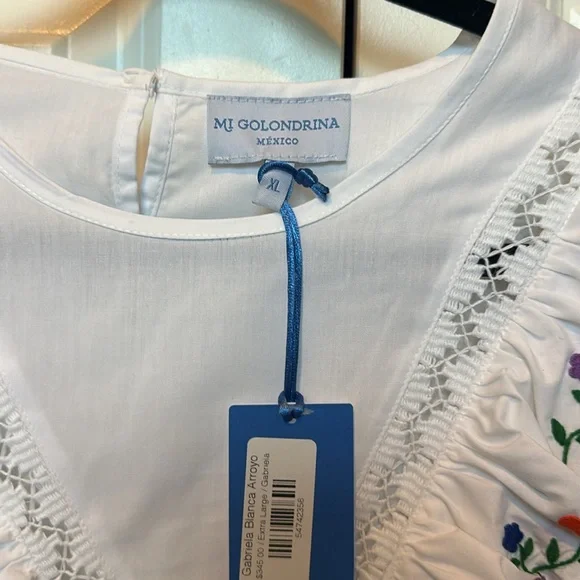 MI GOLONDRINA
MÉXICO
XL
Gabriela Blanca Arroyo
$345.00 / Extra Large / Gabriela
54742356